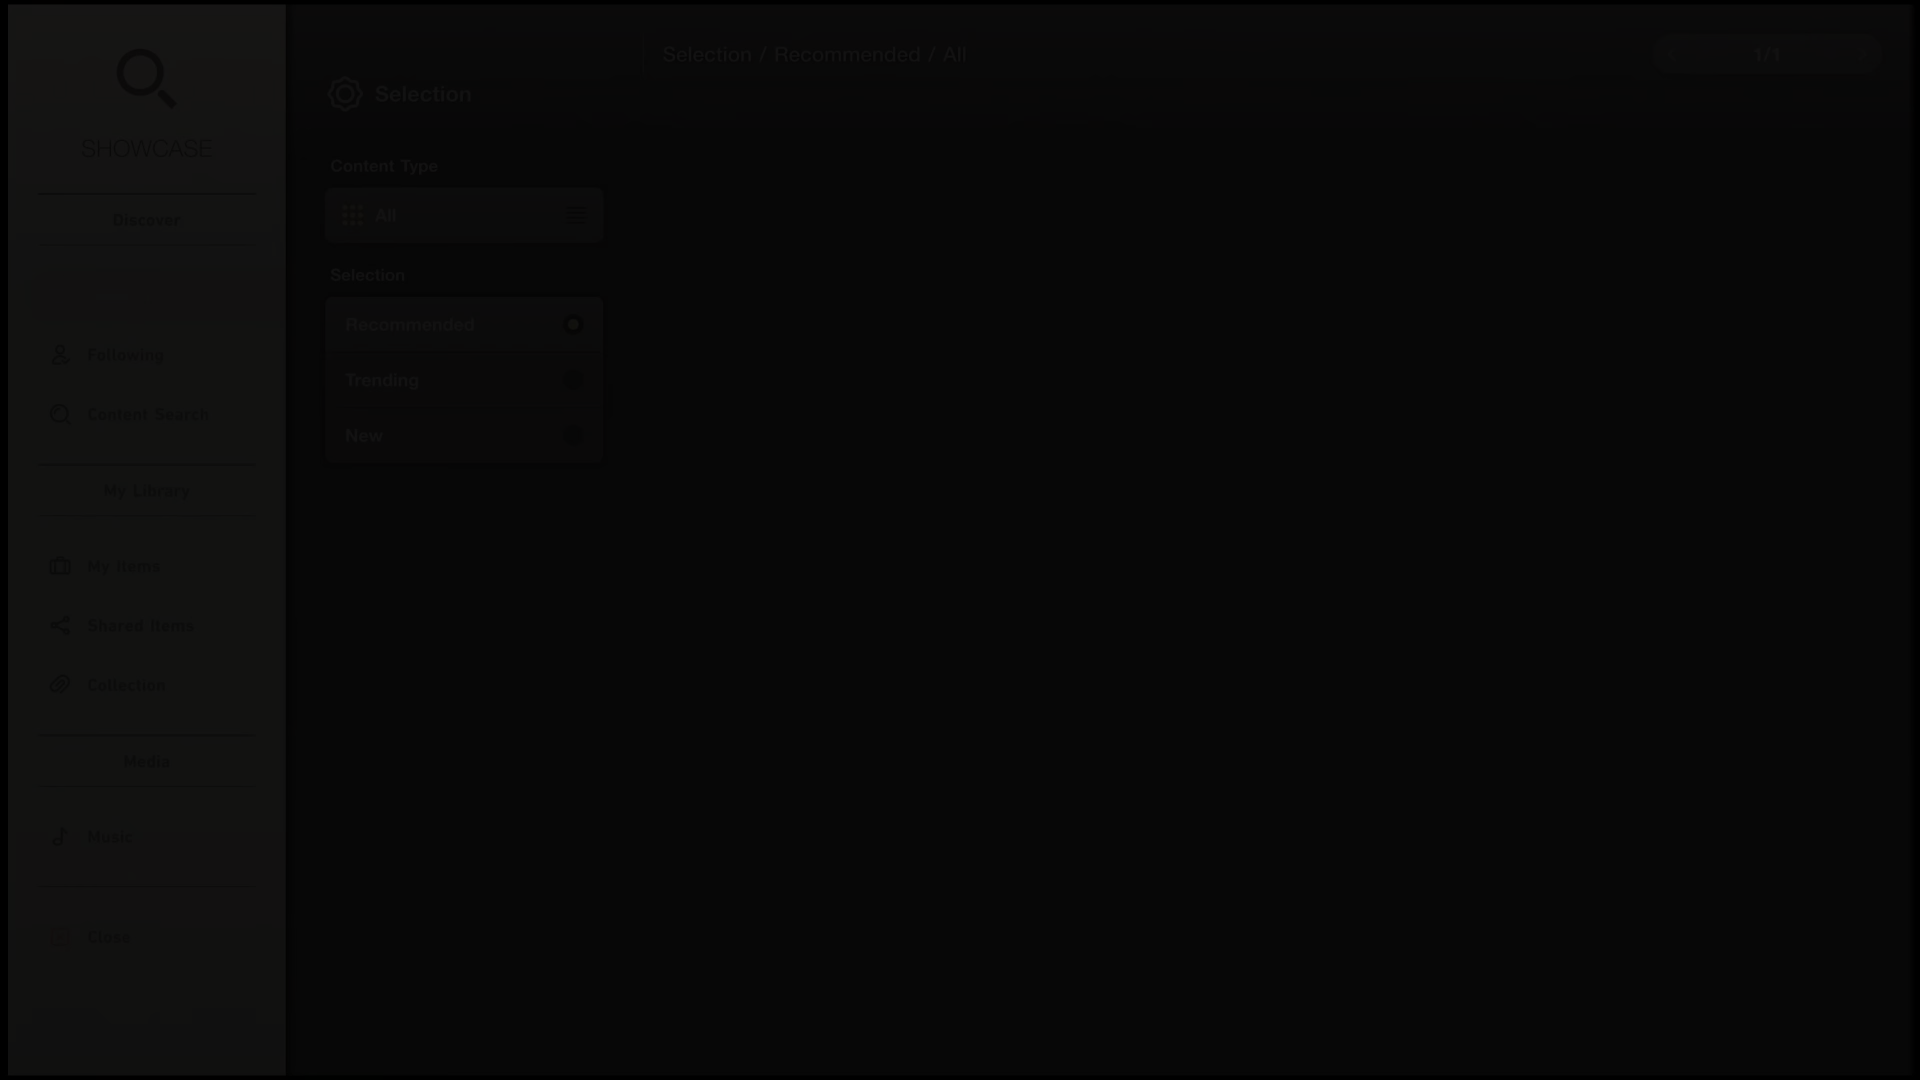 SHOWCASE
Discover
Following
Content Search
My Library
My Items
Shared Items
Collection
Media
Music
Close
Selection
Content Type
All
Selection
Recommended
Trending
New
Selection / Recommended / All
1/1